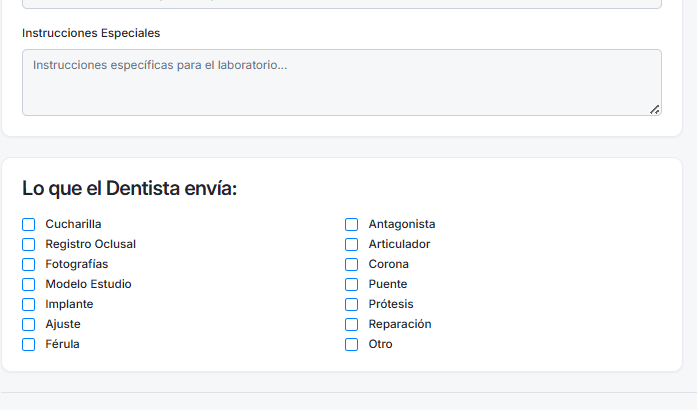 Instrucciones Especiales
Instrucciones específicas para el laboratorio...
Lo que el Dentista envía:
Cucharilla
Antagonista
Registro Oclusal
Articulador
Fotografías
Corona
Modelo Estudio
Puente
Implante
Prótesis
Ajuste
Reparación
Férula
Otro